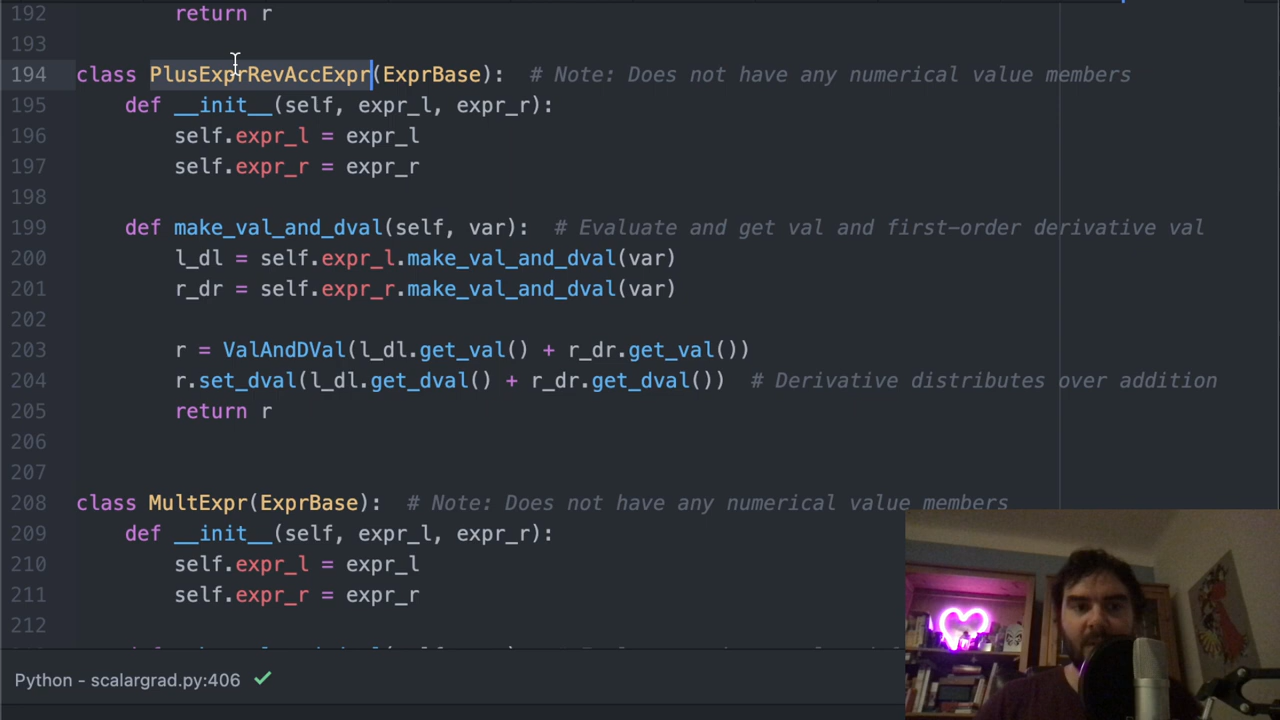 192 return r
193
194 class PlusExprRevAccExpr(ExprBase): # Note: Does not have any numerical value members
195 def __init__(self, expr_l, expr_r):
196 self.expr_l = expr_l
197 self.expr_r = expr_r
198
199 def make_val_and_dval(self, var): # Evaluate and get val and first-order derivative val
200 l_dl = self.expr_l.make_val_and_dval(var)
201 r_dr = self.expr_r.make_val_and_dval(var)
202
203 r = ValAndDVal(l_dl.get_val() + r_dr.get_val())
204 r.set_dval(l_dl.get_dval() + r_dr.get_dval()) # Derivative distributes over addition
205 return r
206
207
208 class MultExpr(ExprBase): # Note: Does not have any numerical value members
209 def __init__(self, expr_l, expr_r):
210 self.expr_l = expr_l
211 self.expr_r = expr_r
212
Python - scalargrad.py:406